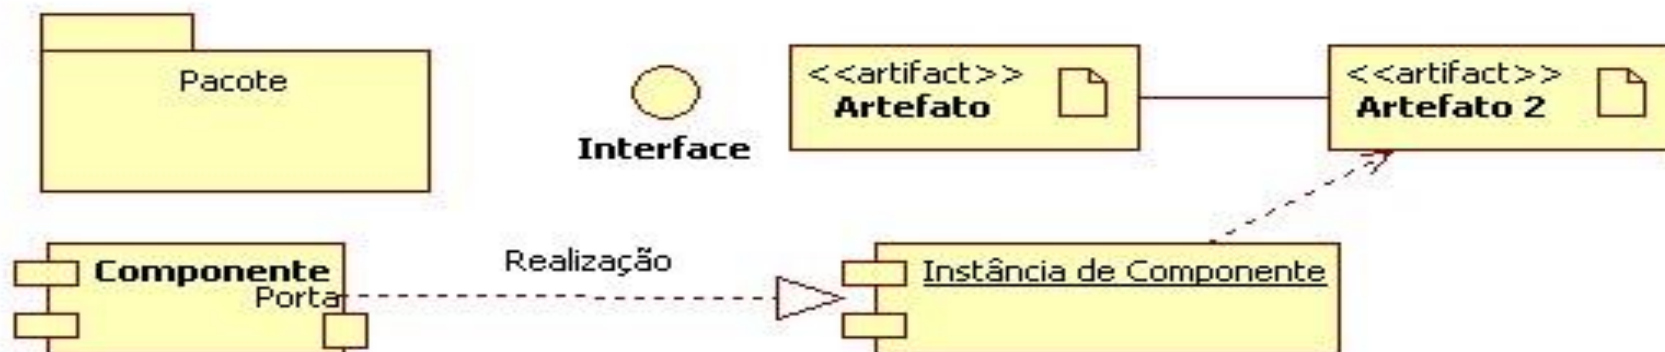 Pacote
Interface
<<artifact>>
Artefato
<<artifact>>
Artefato 2
Componente
Porta
Realização
Instância de Componente